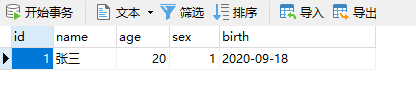 开始事务 文本 筛选 排序 导入 导出
id name age sex birth
1 张三 20 1 2020-09-18